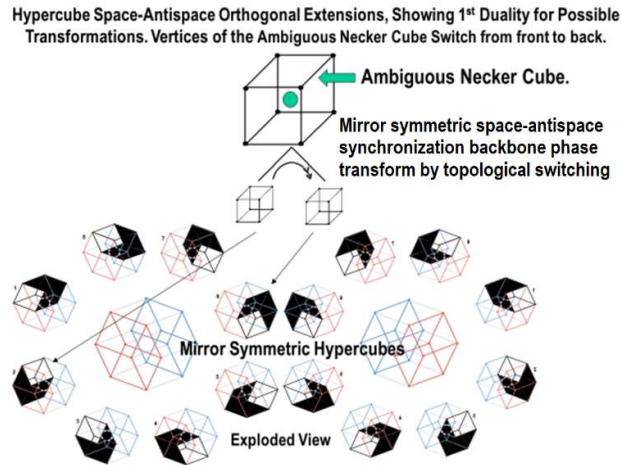 Hypercube Space-Antispace Orthogonal Extensions, Showing 1st Duality for Possible
Transformations. Vertices of the Ambiguous Necker Cube Switch from front to back.
Ambiguous Necker Cube.
Mirror symmetric space-antispace
synchronization backbone phase
transform by topological switching
Mirror Symmetric Hypercubes
Exploded View